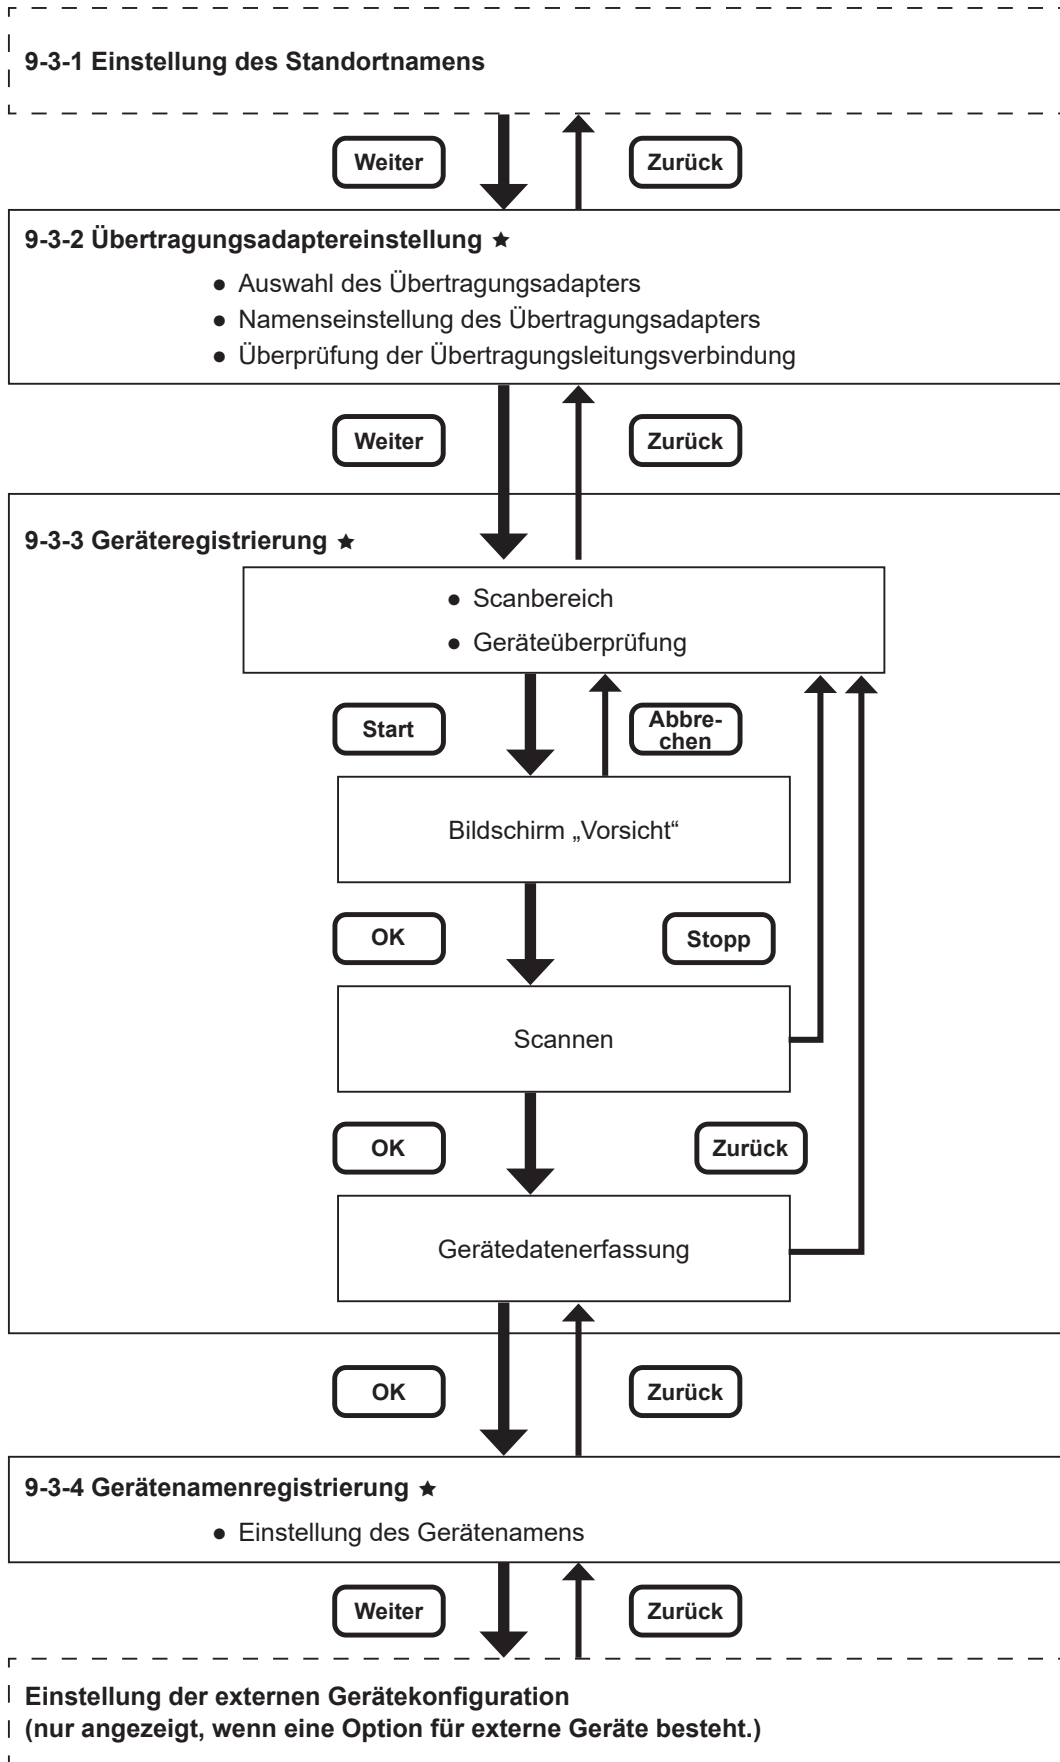 9-3-1 Einstellung des Standortnamens
Weiter
Zurück
9-3-2 Übertragungsadaptereinstellung ★
● Auswahl des Übertragungsadapters
● Namenseinstellung des Übertragungsadapters
● Überprüfung der Übertragungsleitungsverbindung
Weiter
Zurück
9-3-3 Geräteregistrierung ★
● Scanbereich
● Geräteüberprüfung
Start
Abbre-
chen
Bildschirm „Vorsicht“
OK
Stopp
Scannen
OK
Zurück
Gerätedatenerfassung
OK
Zurück
9-3-4 Gerätenamenregistrierung ★
● Einstellung des Gerätenamens
Weiter
Zurück
Einstellung der externen Gerätekonfiguration
(nur angezeigt, wenn eine Option für externe Geräte besteht.)